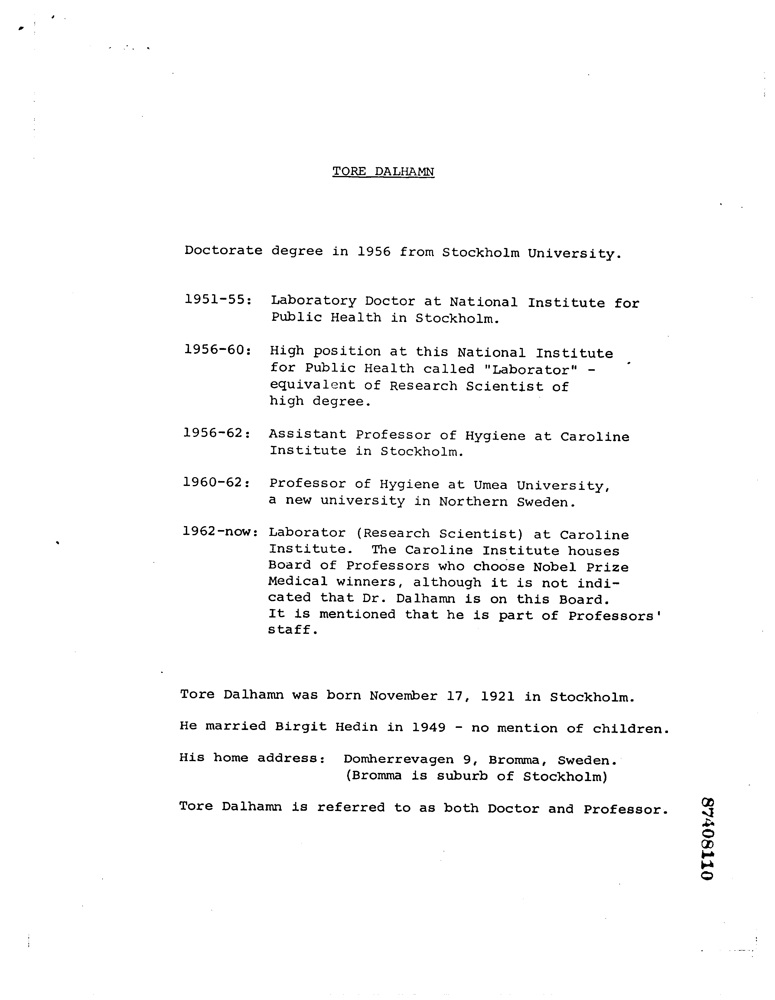 TORE DALHAMN
Doctorate degree in 1956 from Stockholm University.
1951-55: Laboratory Doctor at National Institute for
Public Health in Stockholm.
1956-60: High position at this National Institute
for Public Health called "Laborator" -
equivalent of Research Scientist of
high degree.
1956-62: Assistant Professor of Hygiene at Caroline
Institute in Stockholm.
1960-62: Professor of Hygiene at Umea University,
a new university in Northern Sweden.
1962-now: Laborator (Research Scientist) at Caroline
Institute. The Caroline Institute houses
Board of Professors who choose Nobel Prize
Medical winners, although it is not indi-
cated that Dr. Dalhamn is on this Board.
It is mentioned that he is part of Professors'
staff.
Tore Dalhamn was born November 17, 1921 in Stockholm.
He married Birgit Hedin in 1949 - no mention of children.
His home address: Domherrevagen 9, Bromma, Sweden.
(Bromma is suburb of Stockholm)
Tore Dalhamn is referred to as both Doctor and Professor.
87408110